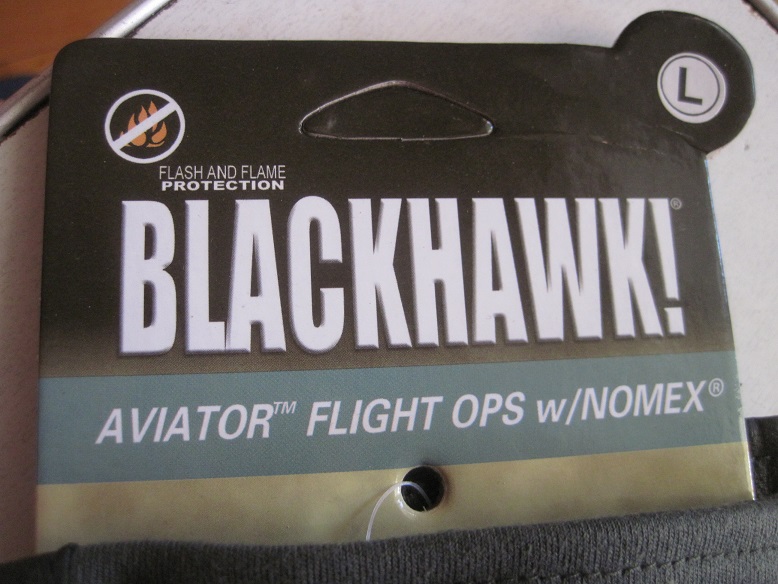 L
FLASH AND FLAME
PROTECTION
BLACKHAWK!®
AVIATOR™ FLIGHT OPS w/NOMEX®